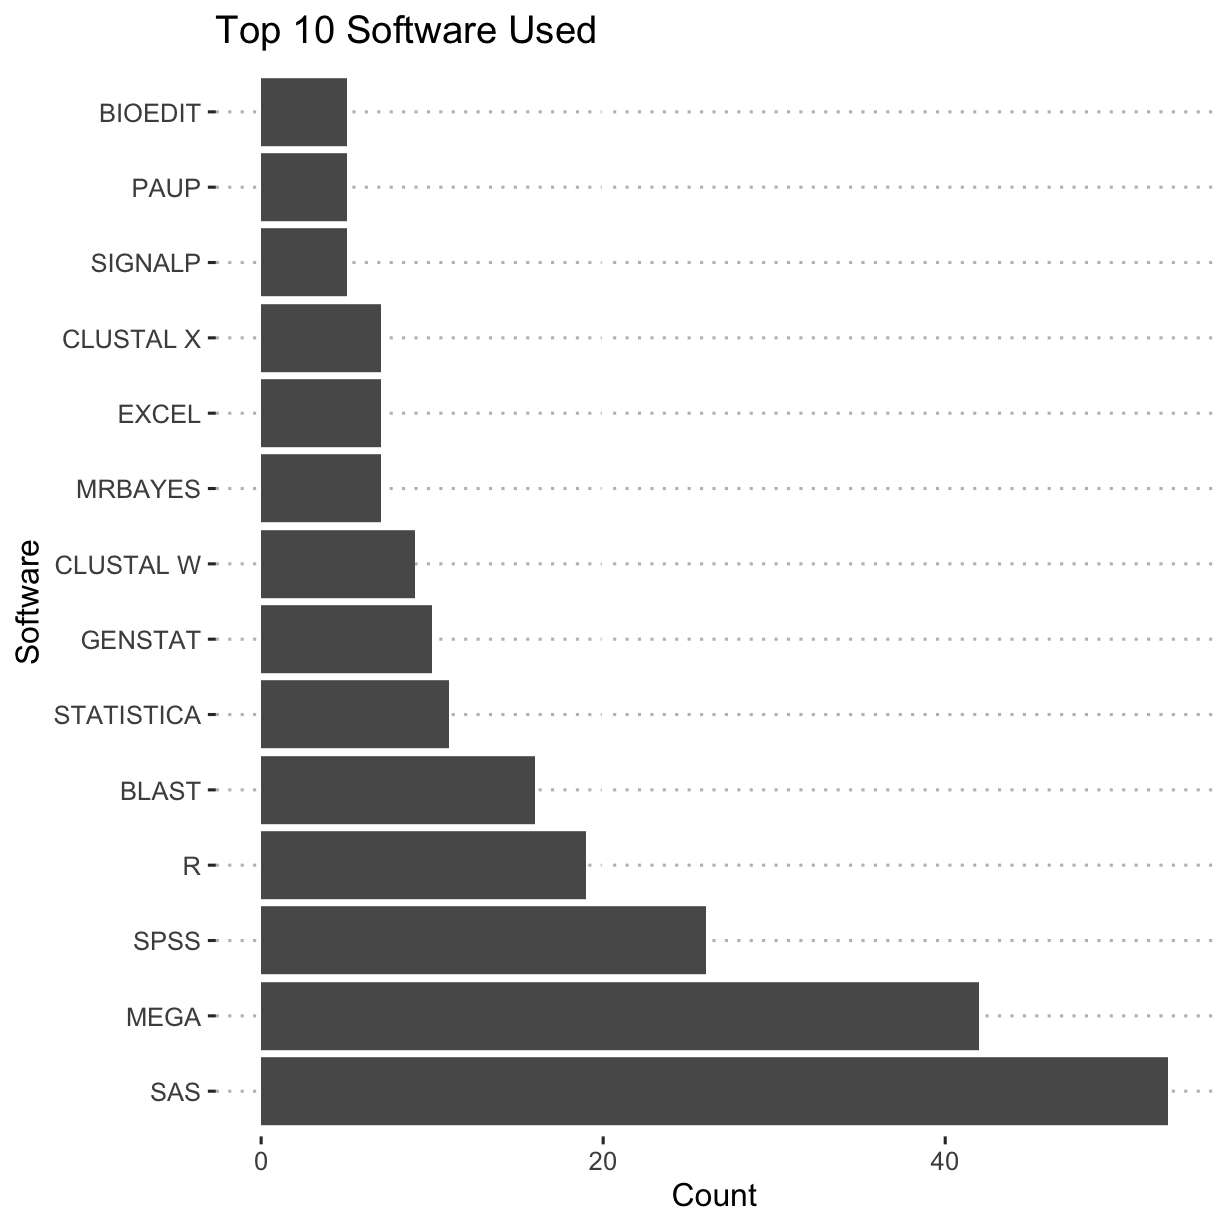 Top 10 Software Used
BIOEDIT
PAUP
SIGNALP
CLUSTAL X
EXCEL
MRBAYES
CLUSTAL W
GENSTAT
STATISTICA
BLAST
R
SPSS
MEGA
SAS
Software
0 20 40
Count